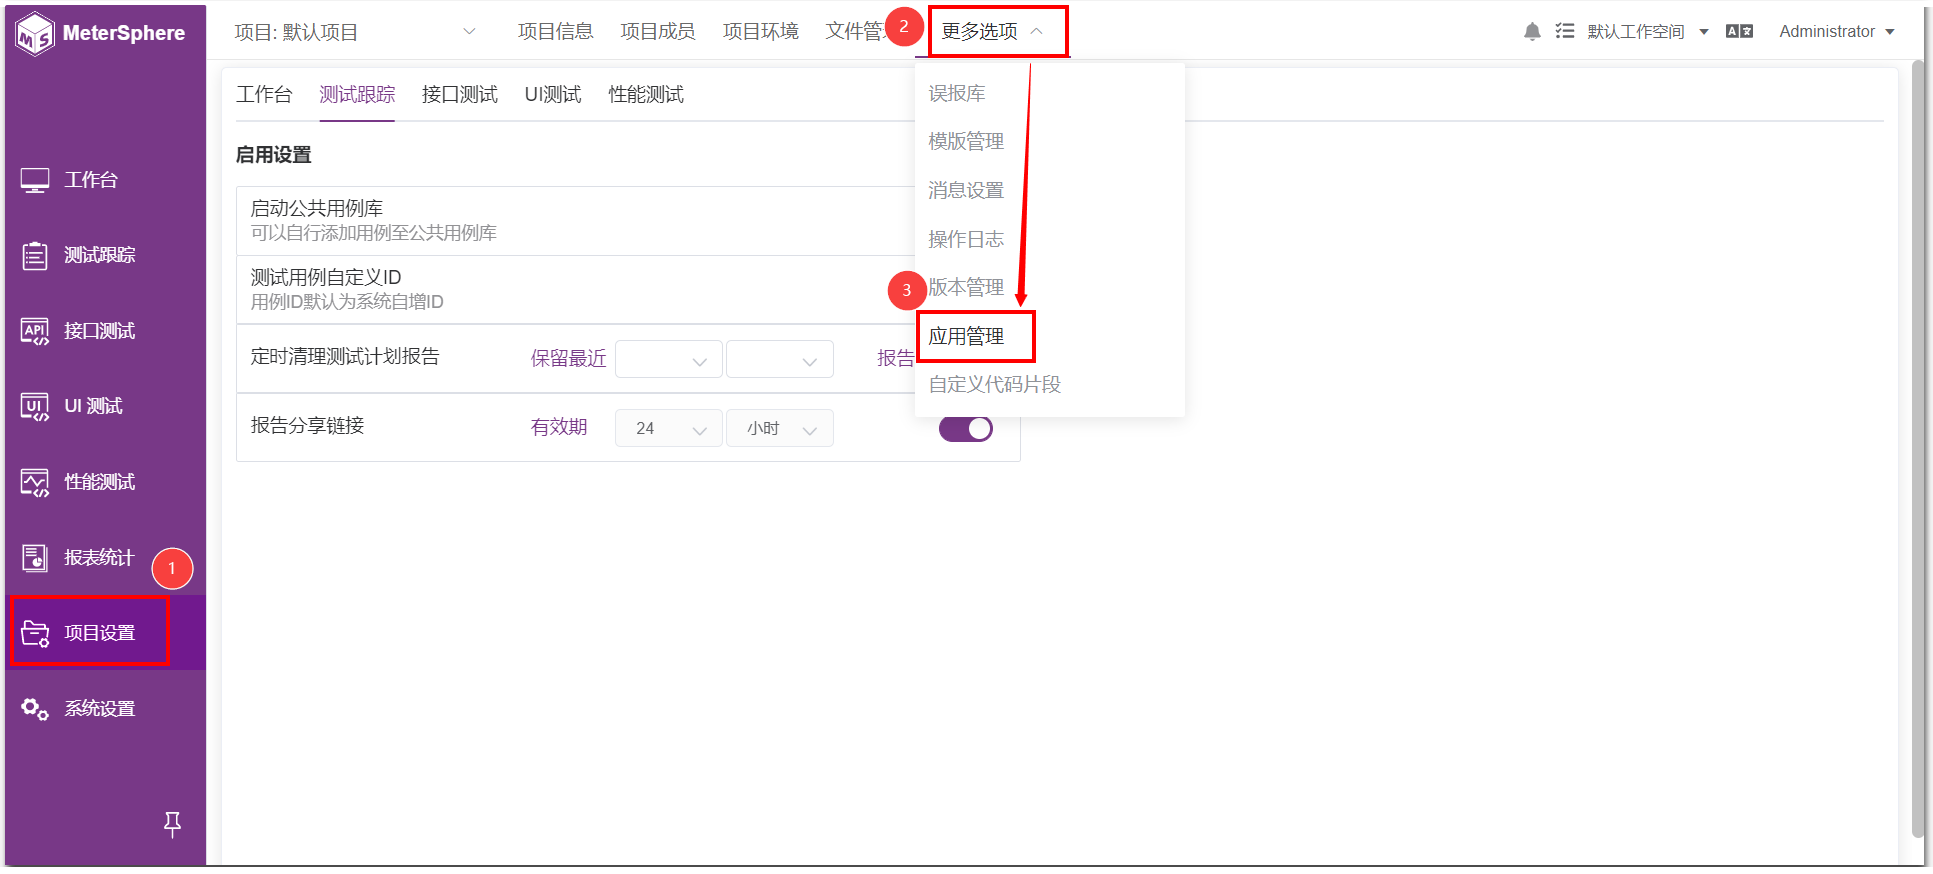 MeterSphere
项目: 默认项目
项目信息
项目成员
项目环境
文件管
2
更多选项
默认工作空间
Administrator
工作台
测试跟踪
接口测试
UI测试
性能测试
误报库
模版管理
消息设置
操作日志
3
版本管理
应用管理
自定义代码片段
启用设置
启动公共用例库
可以自行添加用例至公共用例库
测试用例自定义ID
用例ID默认为系统自增ID
定时清理测试计划报告
保留最近
报告
报告分享链接
有效期
24
小时
工作台
测试跟踪
API
接口测试
UI
UI 测试
性能测试
报表统计
1
项目设置
系统设置